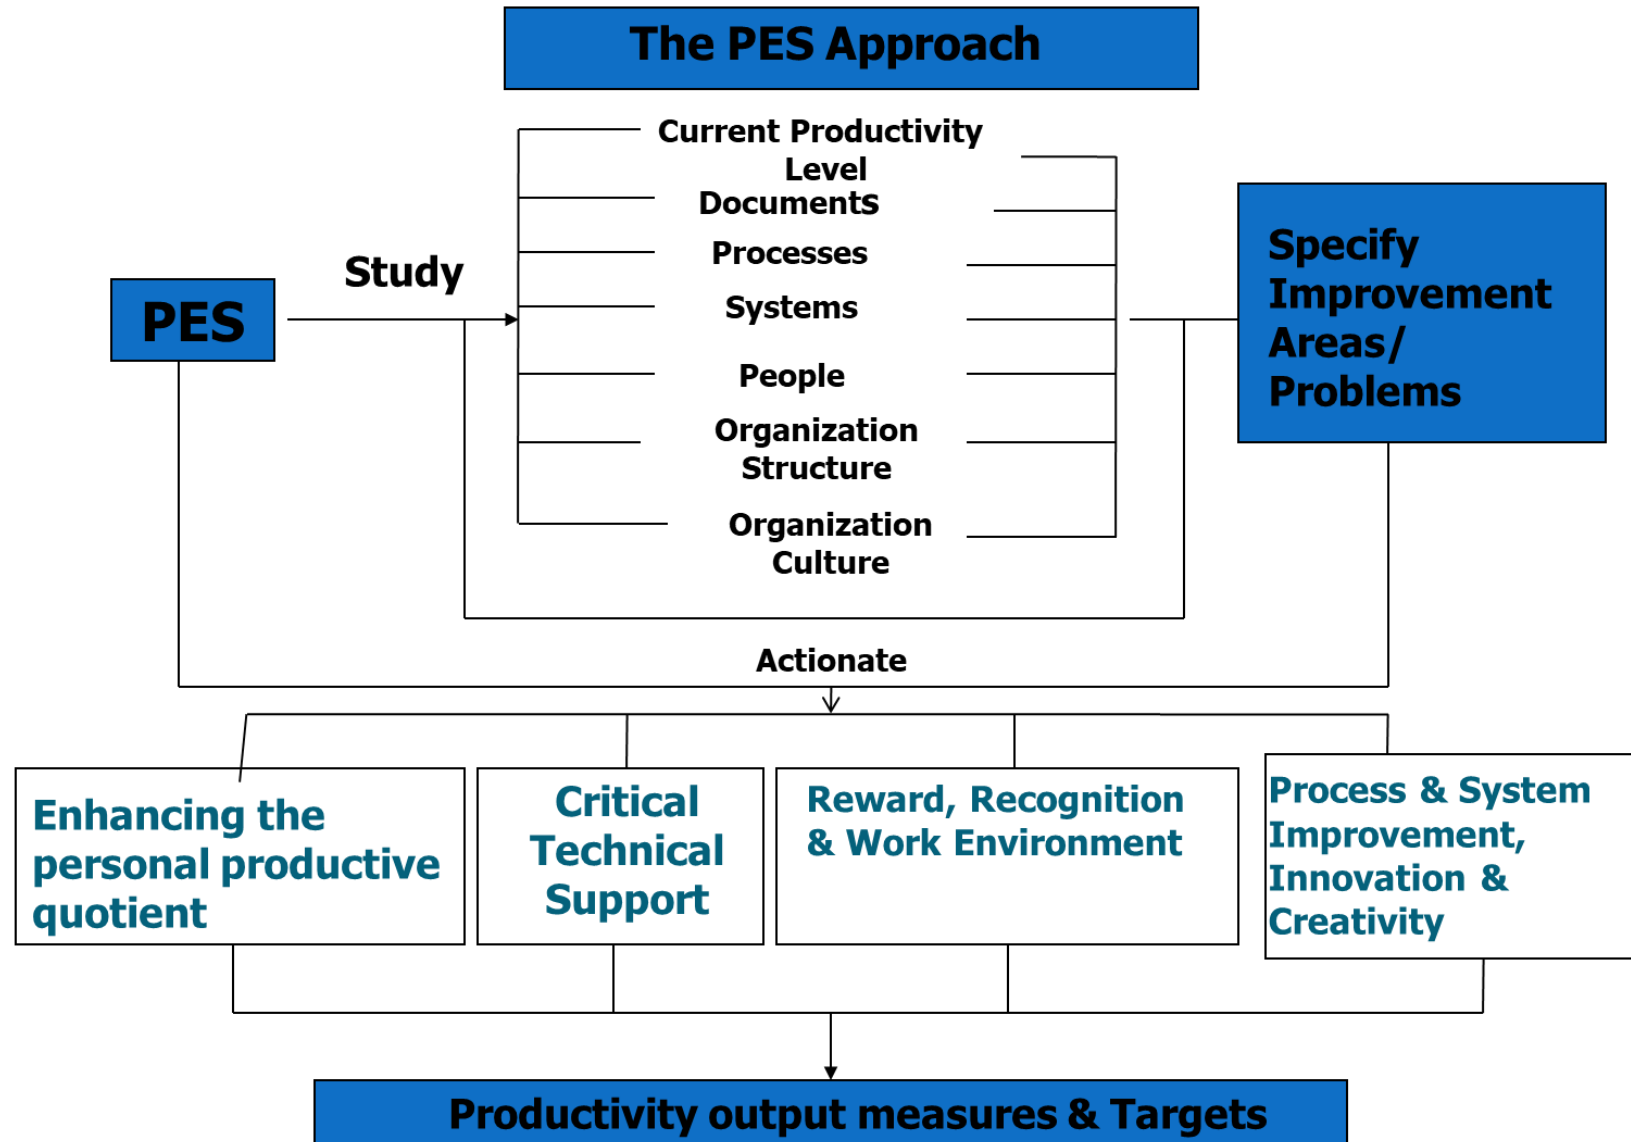 The PES Approach
Current Productivity
Level
Documents
Processes
Systems
People
Organization
Structure
Organization
Culture
Study
PES
Specify
Improvement
Areas/
Problems
Actionate
Enhancing the
personal productive
quotient
Critical
Technical
Support
Reward, Recognition
& Work Environment
Process & System
Improvement,
Innovation &
Creativity
Productivity output measures & Targets